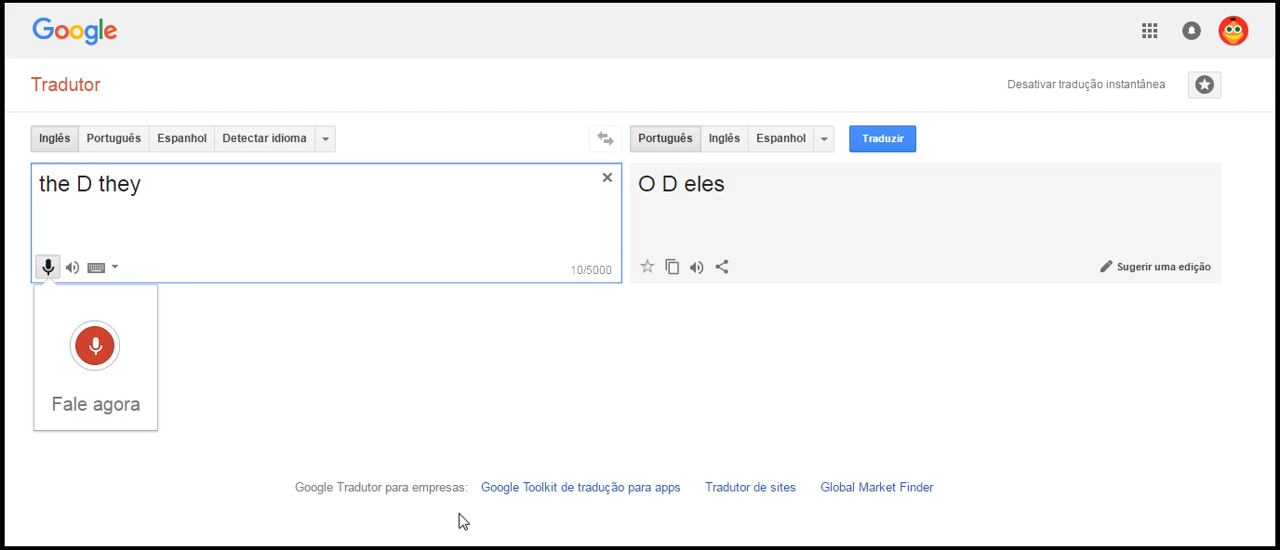 Google
Tradutor
Desativar tradução instantânea
Inglês Português Espanhol Detectar idioma
Português Inglês Espanhol
Traduzir
the D they
10/5000
O D eles
Sugerir uma edição
Fale agora
Google Tradutor para empresas: Google Toolkit de tradução para apps Tradutor de sites Global Market Finder